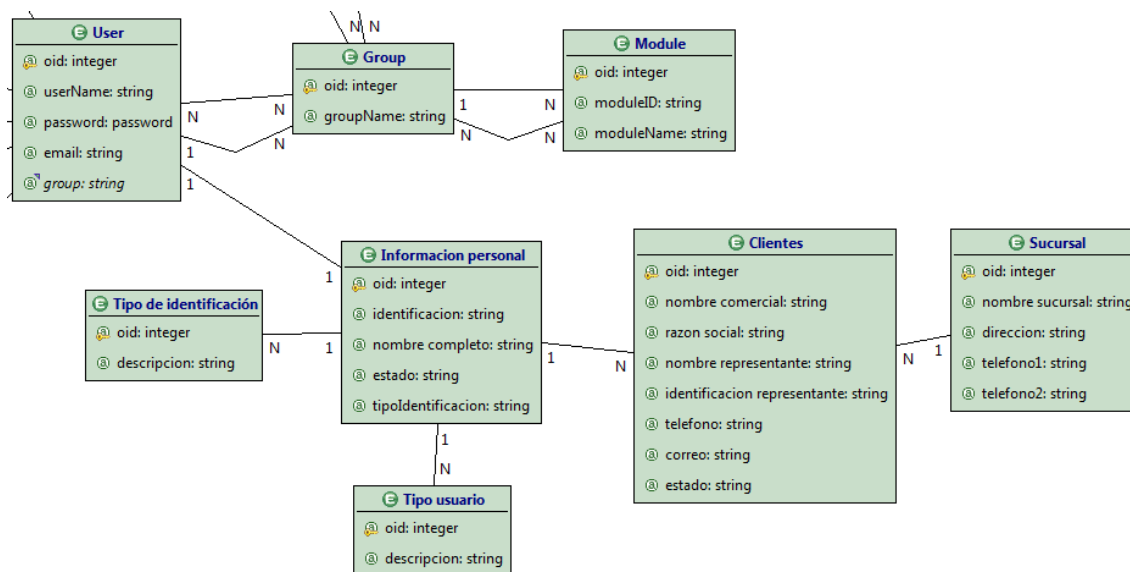 N
N
User
oid: integer
userName: string
password: password
email: string
group: string
N
N
1
N
1
Group
oid: integer
groupName: string
1
N
N
N
Module
oid: integer
moduleID: string
moduleName: string
1
Informacion personal
oid: integer
identificacion: string
nombre completo: string
estado: string
tipoIdentificacion: string
Tipo de identificación
oid: integer
descripcion: string
N
1
1
N
Clientes
oid: integer
nombre comercial: string
razon social: string
nombre representante: string
identificacion representante: string
telefono: string
correo: string
estado: string
N
1
Sucursal
oid: integer
nombre sucursal: string
direccion: string
telefono1: string
telefono2: string
1
N
Tipo usuario
oid: integer
descripcion: string